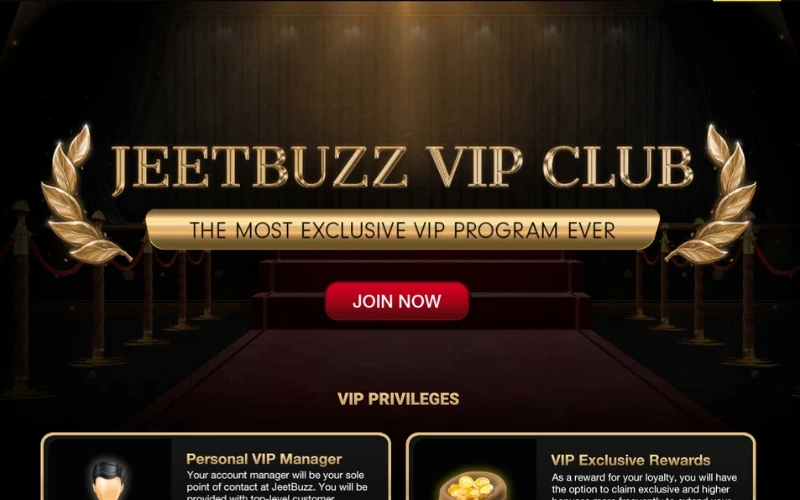 JEETBUZZ VIP CLUB
THE MOST EXCLUSIVE VIP PROGRAM EVER
JOIN NOW
VIP PRIVILEGES
Personal VIP Manager
Your account manager will be your sole
point of contact at JeetBuzz. You will be
provided with top-level customer
VIP Exclusive Rewards
As a reward for your loyalty, you will have
the option to claim exclusive and higher